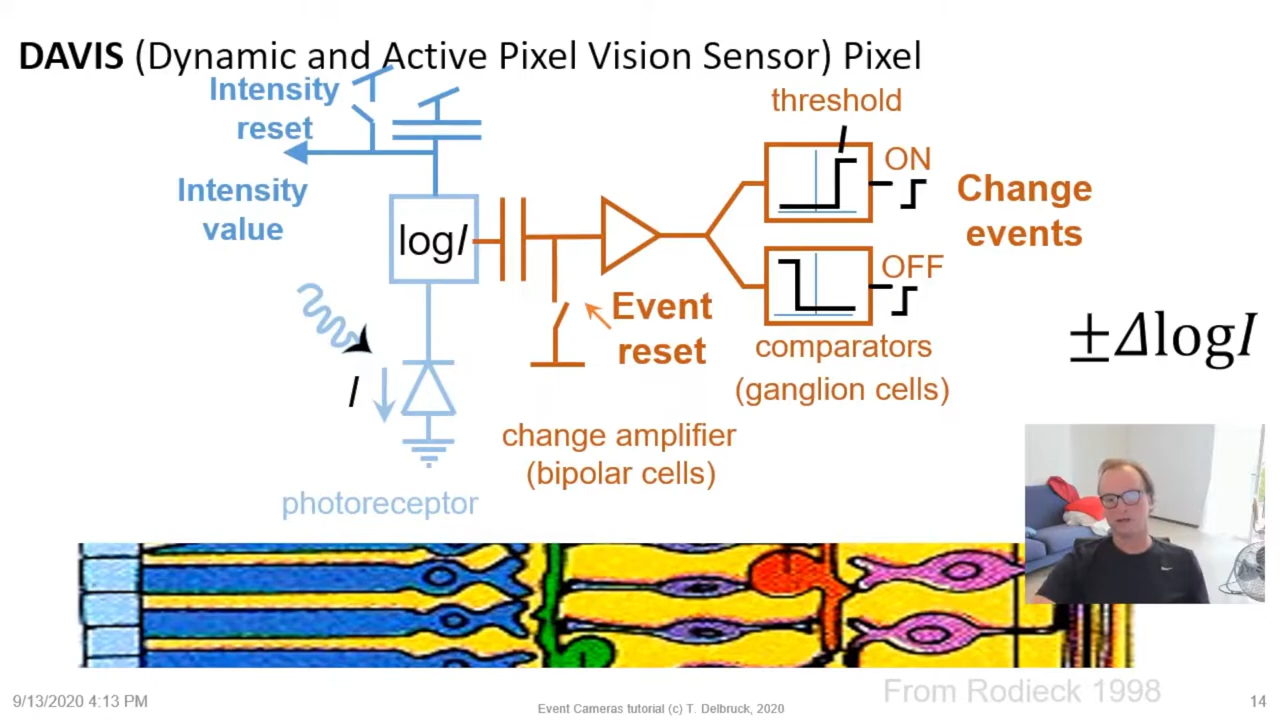 DAVIS (Dynamic and Active Pixel Vision Sensor) Pixel
Intensity
reset
Intensity
value
logI
I
photoreceptor
Event
reset
change amplifier
(bipolar cells)
threshold
ON
OFF
Change
events
comparators
(ganglion cells)
±ΔlogI
From Rodieck 1998
9/13/2020 4:13 PM
Event Cameras tutorial (c) T. Delbruck, 2020
14